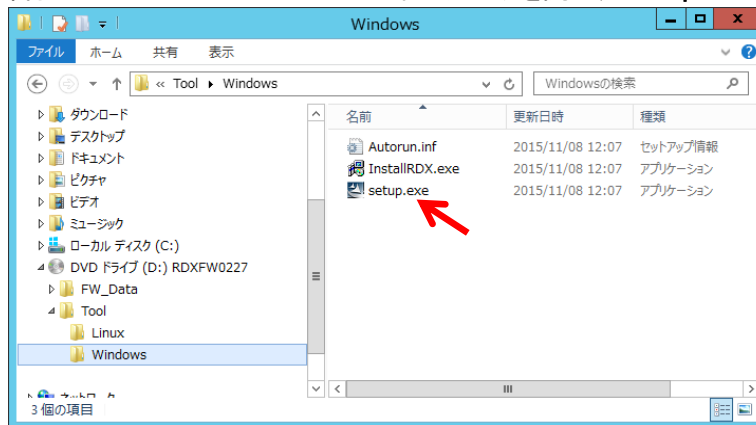 Windows
ファイル ホーム 共有 表示
« Tool ▸ Windows
Windowsの検索
ダウンロード
デスクトップ
ドキュメント
ピクチャ
ビデオ
ミュージック
ローカル ディスク (C:)
DVD ドライブ (D:) RDXFW0227
FW_Data
Tool
Linux
Windows
名前 更新日時 種類
Autorun.inf 2015/11/08 12:07 セットアップ情報
InstallRDX.exe 2015/11/08 12:07 アプリケーション
setup.exe 2015/11/08 12:07 アプリケーション
3 個の項目